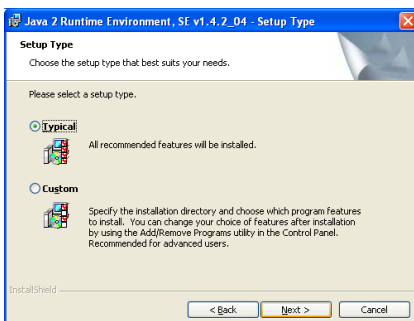 Java 2 Runtime Environment, SE v1.4.2_04 - Setup Type
Setup Type
Choose the setup type that best suits your needs.
Please select a setup type.
Typical
All recommended features will be installed.
Custom
Specify the installation directory and choose which program features
to install. You can change your choice of features after installation
by using the Add/Remove Programs utility in the Control Panel.
Recommended for advanced users.
InstallShield
< Back Next > Cancel